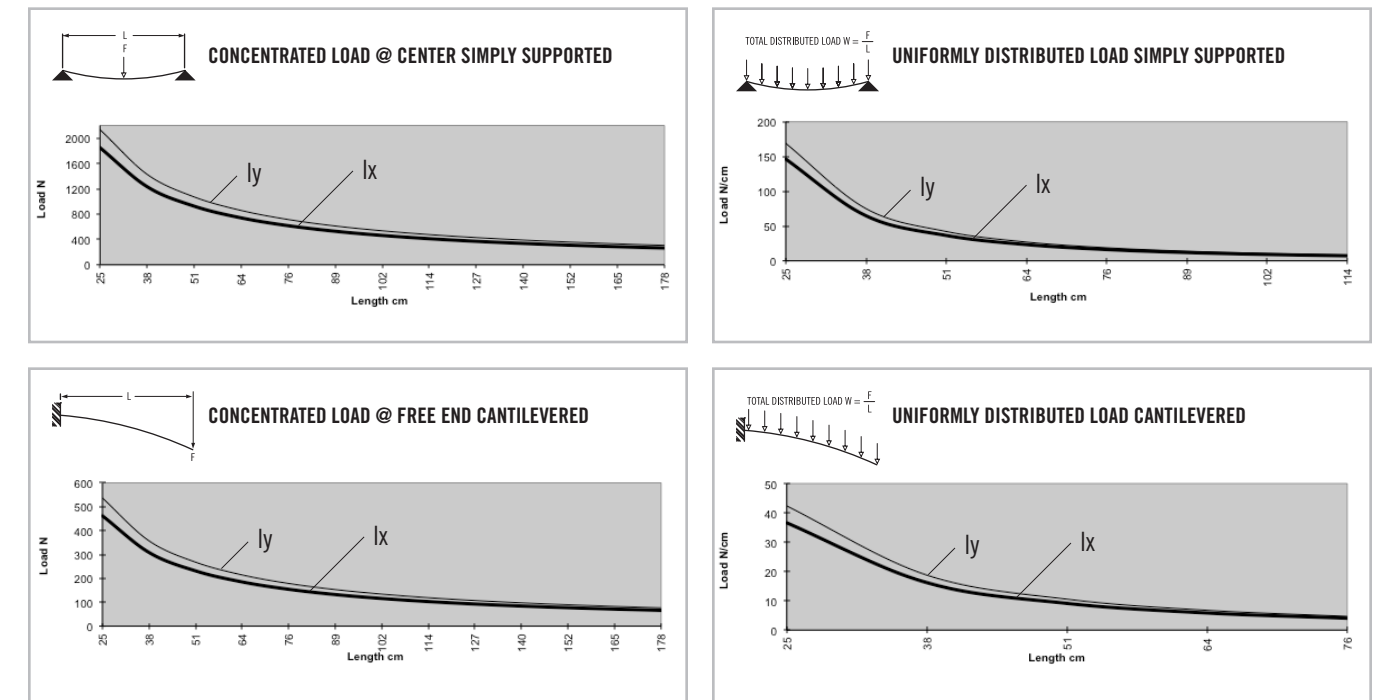 L
F
CONCENTRATED LOAD @ CENTER SIMPLY SUPPORTED
2000
1600
1200
800
400
0
Load N
Iy
Ix
25 38 51 64 76 89 102 114 127 140 152 165 178
Length cm
TOTAL DISTRIBUTED LOAD W = F
L
UNIFORMLY DISTRIBUTED LOAD SIMPLY SUPPORTED
200
150
100
50
0
Load N/cm
Iy
Ix
25 38 51 64 76 89 102 114
Length cm
L
F
CONCENTRATED LOAD @ FREE END CANTILEVERED
600
500
400
300
200
100
0
Load N
Iy
Ix
25 38 51 64 76 89 102 114 127 140 152 165 178
Length cm
TOTAL DISTRIBUTED LOAD W = F
L
UNIFORMLY DISTRIBUTED LOAD CANTILEVERED
50
40
30
20
10
0
Load N/cm
Iy
Ix
25 38 51 64 76
Length cm